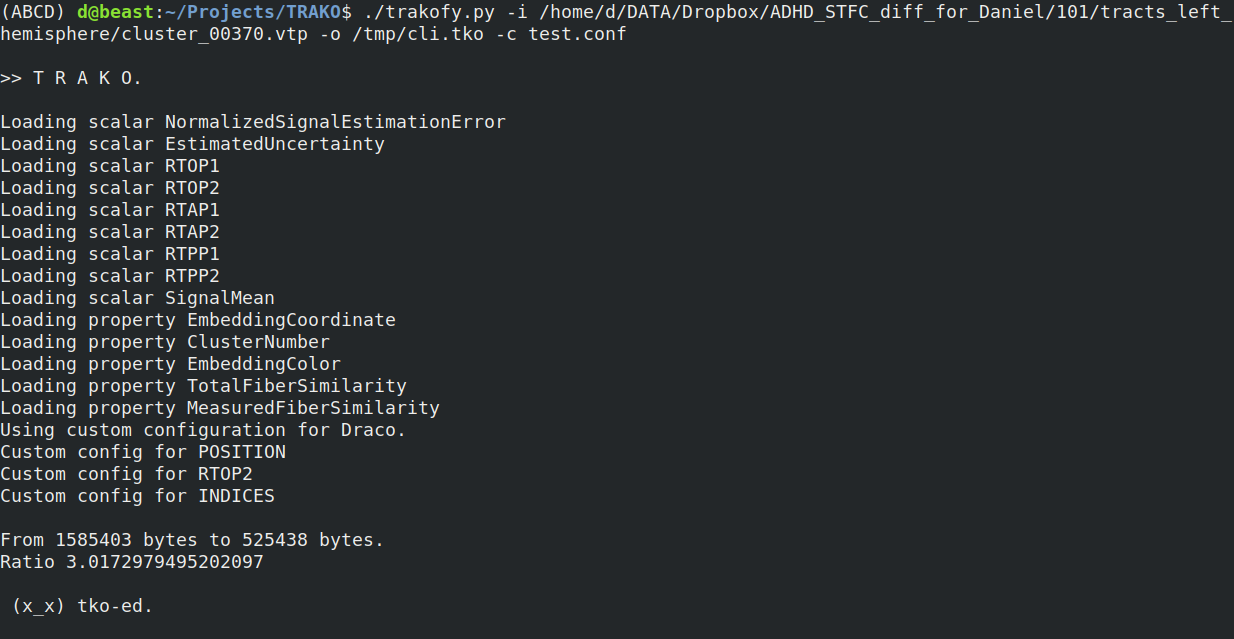 (ABCD) d@beast:~/Projects/TRAKO$ ./trakofy.py -i /home/d/DATA/Dropbox/ADHD_STFC_diff_for_Daniel/101/tracts_left_
hemisphere/cluster_00370.vtp -o /tmp/cli.tko -c test.conf
>> T R A K O.
Loading scalar NormalizedSignalEstimationError
Loading scalar EstimatedUncertainty
Loading scalar RTOP1
Loading scalar RTOP2
Loading scalar RTAP1
Loading scalar RTAP2
Loading scalar RTPP1
Loading scalar RTPP2
Loading scalar SignalMean
Loading property EmbeddingCoordinate
Loading property ClusterNumber
Loading property EmbeddingColor
Loading property TotalFiberSimilarity
Loading property MeasuredFiberSimilarity
Using custom configuration for Draco.
Custom config for POSITION
Custom config for RTOP2
Custom config for INDICES
From 1585403 bytes to 525438 bytes.
Ratio 3.0172979495202097
(x_x) tko-ed.